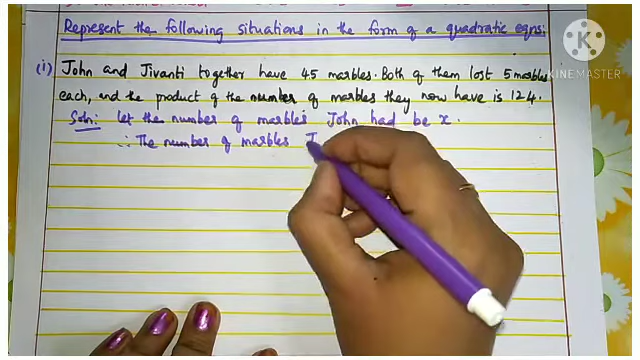 Represent the following situations in the form of a quadratic eqns:
(i) John and Jivanti together have 45 marbles. Both of them lost 5 marbles
each, and the product of the number of marbles they now have is 124.
Soln: Let the number of marbles John had be x.
∴ The number of marbles J
KINEMASTER